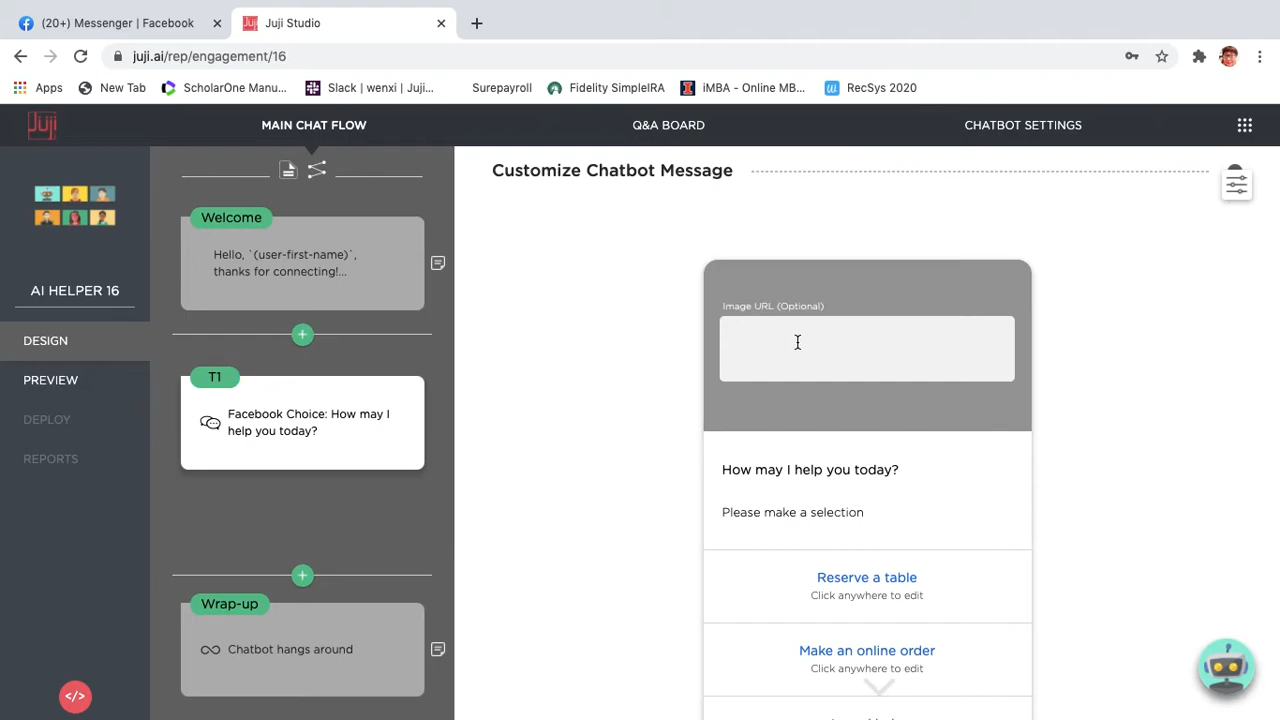 (20+) Messenger | Facebook
Juji Studio
juji.ai/rep/engagement/16
Apps
New Tab
ScholarOne Manu...
Slack | wenxi | Juji...
Surepayroll
Fidelity SimpleIRA
iMBA - Online MB...
RecSys 2020
Juji
MAIN CHAT FLOW
Q&A BOARD
CHATBOT SETTINGS
AI HELPER 16
DESIGN
PREVIEW
DEPLOY
REPORTS
Welcome
Hello, `(user-first-name)`,
thanks for connecting!...
T1
Facebook Choice: How may I
help you today?
Wrap-up
Chatbot hangs around
Customize Chatbot Message
Image URL (Optional)
How may I help you today?
Please make a selection
Reserve a table
Click anywhere to edit
Make an online order
Click anywhere to edit